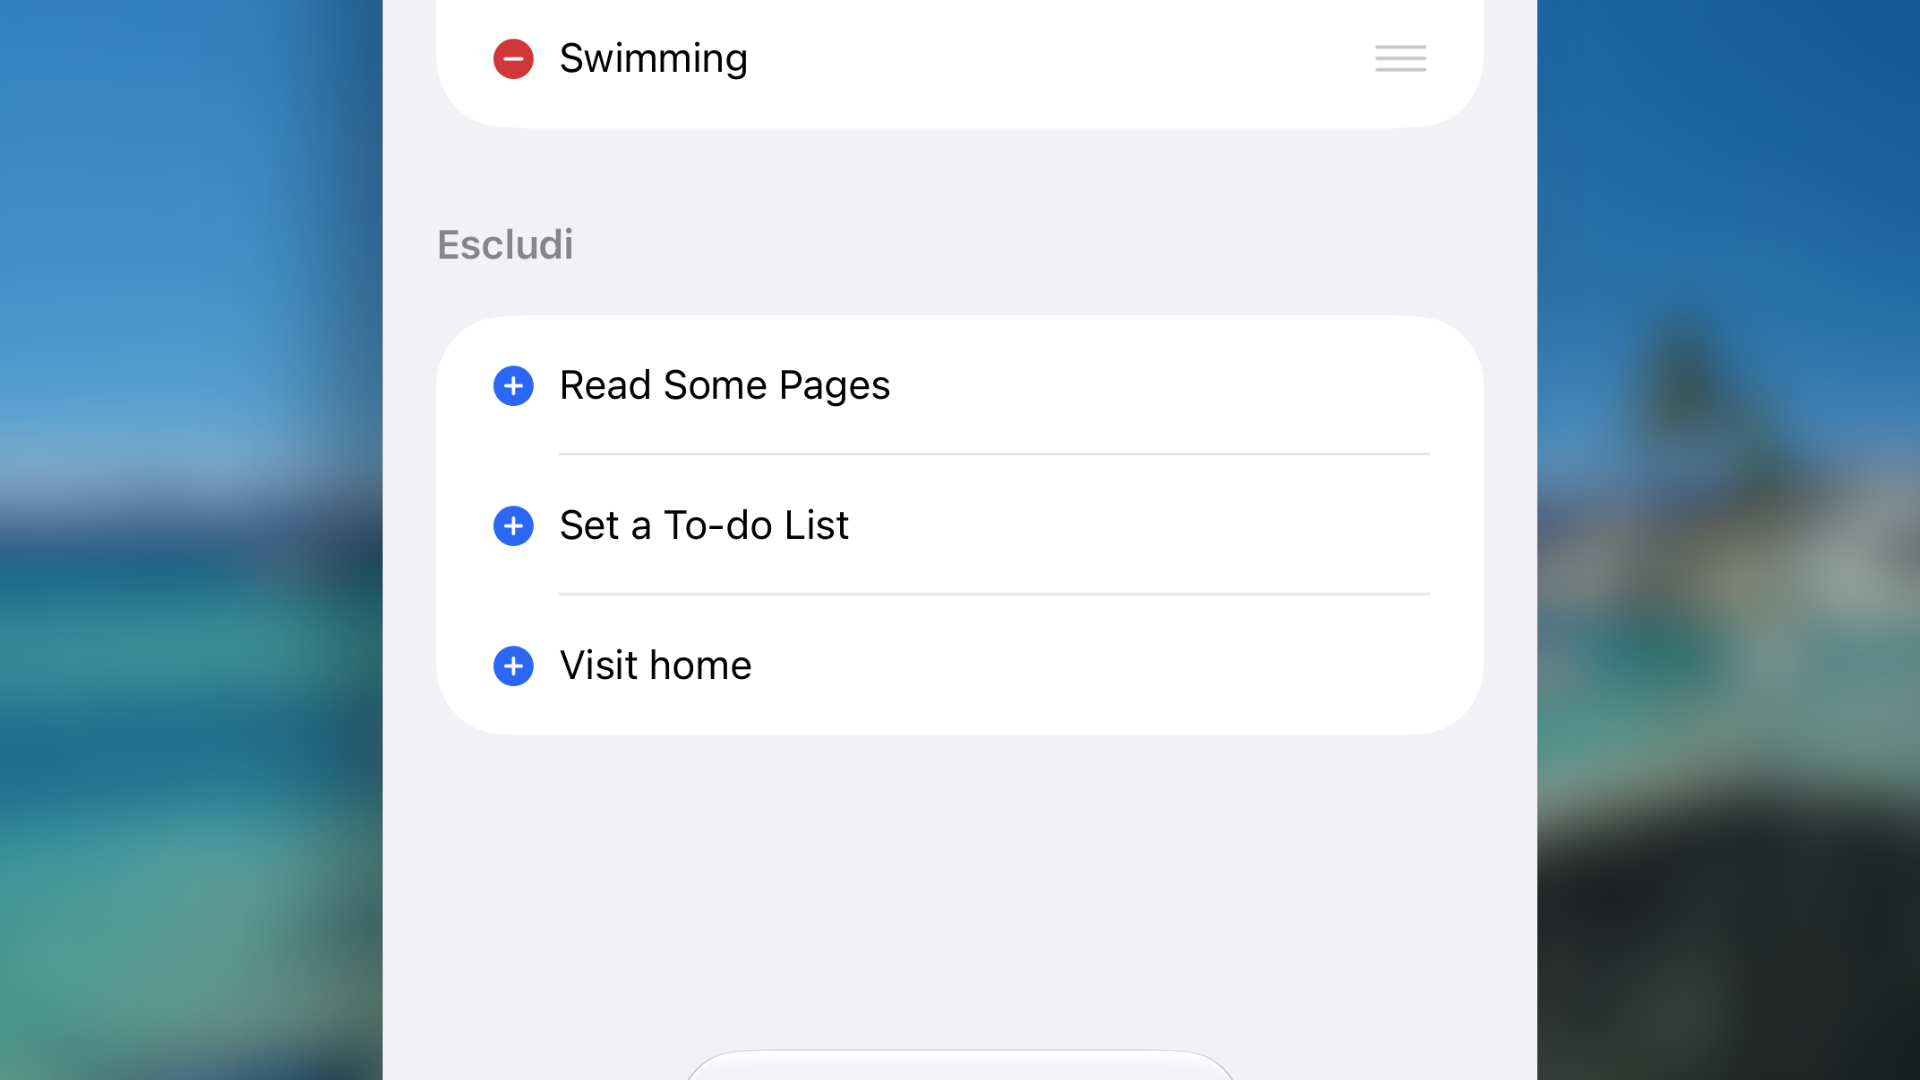 Swimming
Escludi
Read Some Pages
Set a To-do List
Visit home